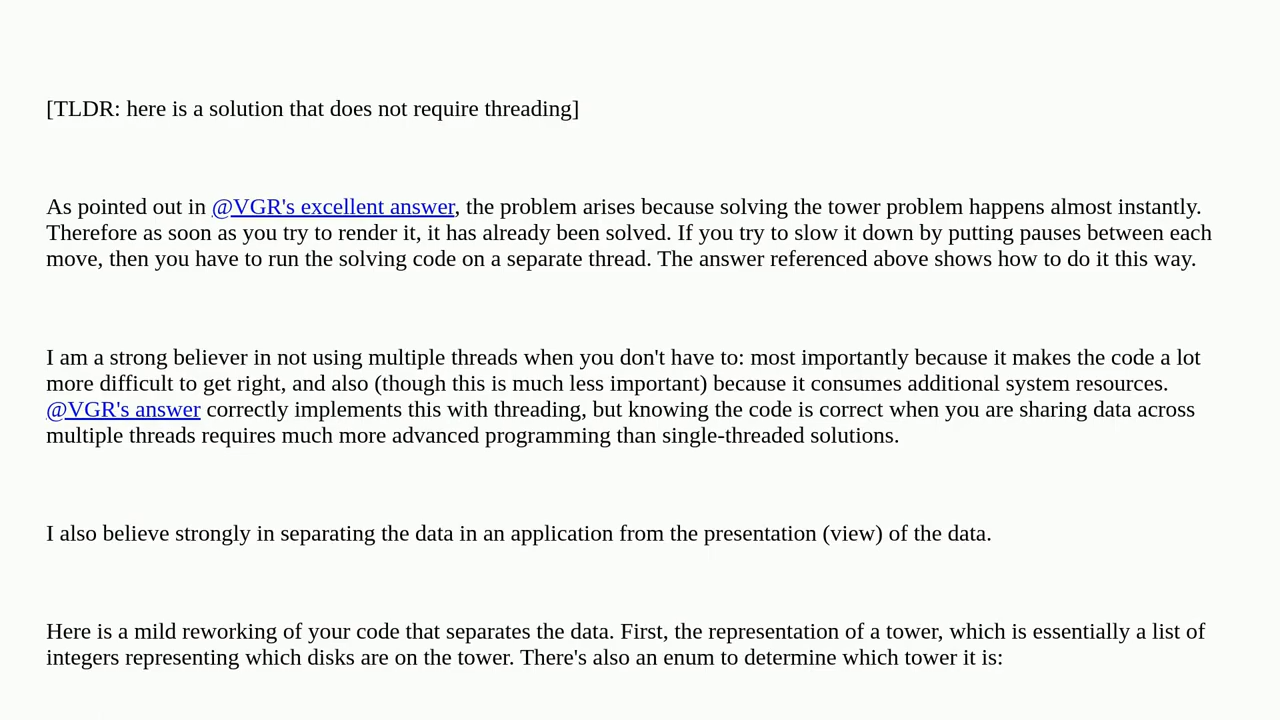 [TLDR: here is a solution that does not require threading]
As pointed out in @VGR's excellent answer, the problem arises because solving the tower problem happens almost instantly.
Therefore as soon as you try to render it, it has already been solved. If you try to slow it down by putting pauses between each
move, then you have to run the solving code on a separate thread. The answer referenced above shows how to do it this way.
I am a strong believer in not using multiple threads when you don't have to: most importantly because it makes the code a lot
more difficult to get right, and also (though this is much less important) because it consumes additional system resources.
@VGR's answer correctly implements this with threading, but knowing the code is correct when you are sharing data across
multiple threads requires much more advanced programming than single-threaded solutions.
I also believe strongly in separating the data in an application from the presentation (view) of the data.
Here is a mild reworking of your code that separates the data. First, the representation of a tower, which is essentially a list of
integers representing which disks are on the tower. There's also an enum to determine which tower it is: